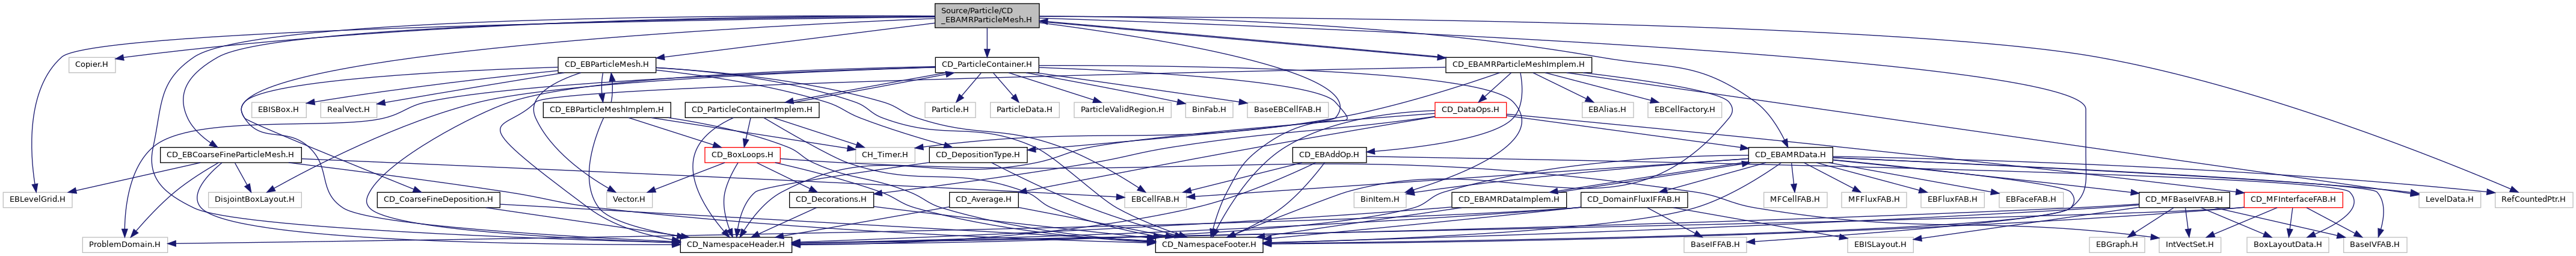 Source/Particle/CD
_EBAMRParticleMesh.H
Copier.H
CD_EBParticleMesh.H
CD_ParticleContainer.H
CD_EBAMRParticleMeshImplem.H
EBISBox.H
RealVect.H
CD_EBParticleMeshImplem.H
CD_ParticleContainerImplem.H
Particle.H
ParticleData.H
ParticleValidRegion.H
BinFab.H
BaseEBCellFAB.H
CD_DataOps.H
EBAlias.H
EBCellFactory.H
CD_EBCoarseFineParticleMesh.H
CD_BoxLoops.H
CH_Timer.H
CD_DepositionType.H
CD_EBAddOp.H
CD_EBAMRData.H
EBLevelGrid.H
DisjointBoxLayout.H
CD_CoarseFineDeposition.H
Vector.H
CD_Decorations.H
CD_Average.H
EBCellFAB.H
BinItem.H
CD_EBAMRDataImplem.H
CD_DomainFluxIFFAB.H
MFCellFAB.H
MFFluxFAB.H
EBFluxFAB.H
EBFaceFAB.H
CD_MFBaseIVFAB.H
CD_MFInterfaceFAB.H
LevelData.H
RefCountedPtr.H
ProblemDomain.H
CD_NamespaceHeader.H
CD_NamespaceFooter.H
BaseIFFAB.H
EBISLayout.H
EBGraph.H
IntVectSet.H
BoxLayoutData.H
BaseIVFAB.H